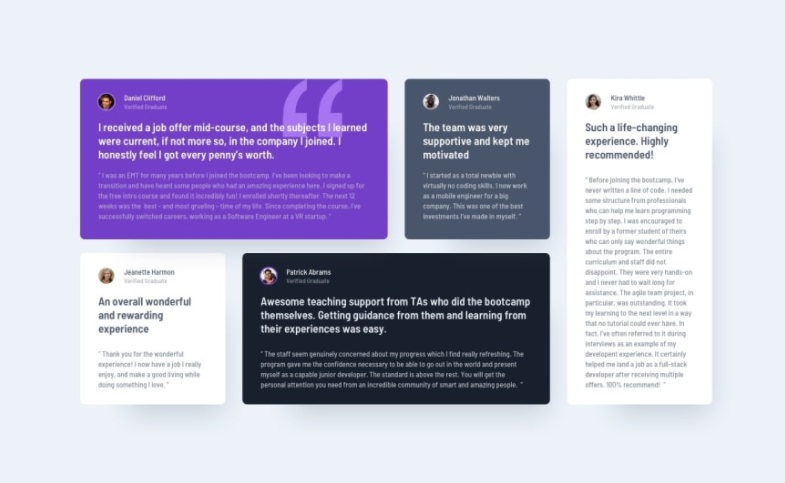 Daniel Clifford
Verified Graduate
I received a job offer mid-course, and the subjects I learned
were current, if not more so, in the company I joined. I
honestly feel I got every penny's worth.
" I was an EMT for many years before I joined the bootcamp. I've been looking to make a
transition and have heard some people who had an amazing experience here. I signed up for
the free intro course and found it incredibly fun! I enrolled shortly thereafter. The next 12
weeks was the best - and most grueling - time of my life. Since completing the course, I've
successfully switched careers, working as a Software Engineer at a VR startup. "
Jonathan Walters
Verified Graduate
The team was very
supportive and kept me
motivated
" I started as a total newbie with
virtually no coding skills. I now work
as a mobile engineer for a big
company. This was one of the best
investments I've made in myself. "
Kira Whittle
Verified Graduate
Such a life-changing
experience. Highly
recommended!
" Before joining the bootcamp, I've
never written a line of code. I needed
some structure from professionals
who can help me learn programming
step by step. I was encouraged to
enroll by a former student of theirs
who can only say wonderful things
about the program. The entire
curriculum and staff did not
disappoint. They were very hands-on
and I never had to wait long for
assistance. The agile team project, in
particular, was outstanding. It took
my learning to the next level in a way
that no tutorial could ever have. In
fact, I've often referred to it during
interviews as an example of my
developent experience. It certainly
helped me land a job as a full-stack
developer after receiving multiple
offers. 100% recommend! "
Jeanette Harmon
Verified Graduate
An overall wonderful
and rewarding
experience
" Thank you for the wonderful
experience! I now have a job I really
enjoy, and make a good living while
doing something I love. "
Patrick Abrams
Verified Graduate
Awesome teaching support from TAs who did the bootcamp
themselves. Getting guidance from them and learning from
their experiences was easy.
" The staff seem genuinely concerned about my progress which I find really refreshing. The
program gave me the confidence necessary to be able to go out in the world and present
myself as a capable junior developer. The standard is above the rest. You will get the
personal attention you need from an incredible community of smart and amazing people. "